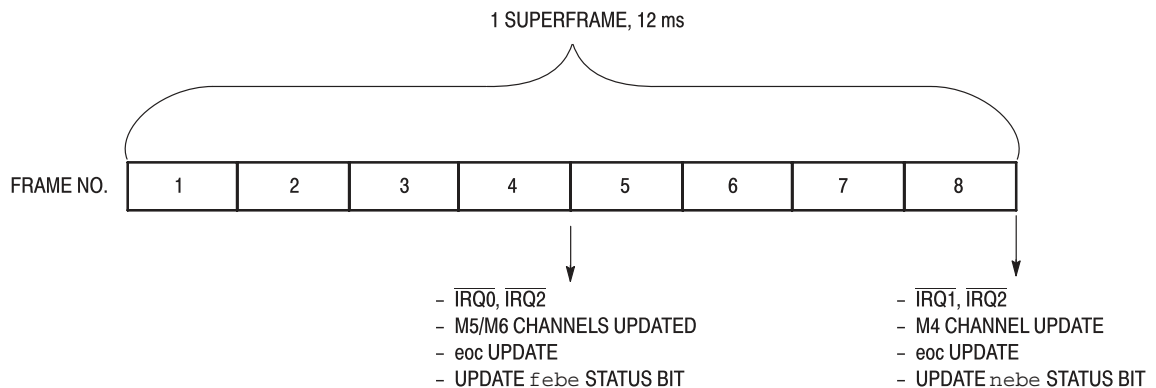 1 SUPERFRAME, 12 ms
FRAME NO. 1 2 3 4 5 6 7 8
– IRQ0, IRQ2
– M5/M6 CHANNELS UPDATED
– eoc UPDATE
– UPDATE febe STATUS BIT
– IRQ1, IRQ2
– M4 CHANNEL UPDATE
– eoc UPDATE
– UPDATE nebe STATUS BIT